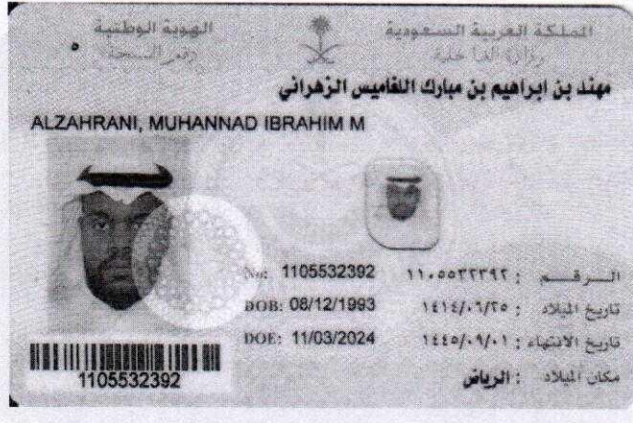 المملكة العربية السعودية
الهوية الوطنية
وزارة الداخلية
رقم النسخة
٥
مهند بن ابراهيم بن مبارك اللغاميس الزهراني
ALZAHRANI, MUHANNAD IBRAHIM M
الـرقـــم : ١١٠٥٥٣٢٣٩٢ No: 1105532392
تاريخ الميلاد : ١٤١٤/٠٦/٢٥ DOB: 08/12/1993
تاريخ الانتهاء : ١٤٤٥/٠٩/٠١ DOE: 11/03/2024
مكان الميلاد : الرياض
1105532392